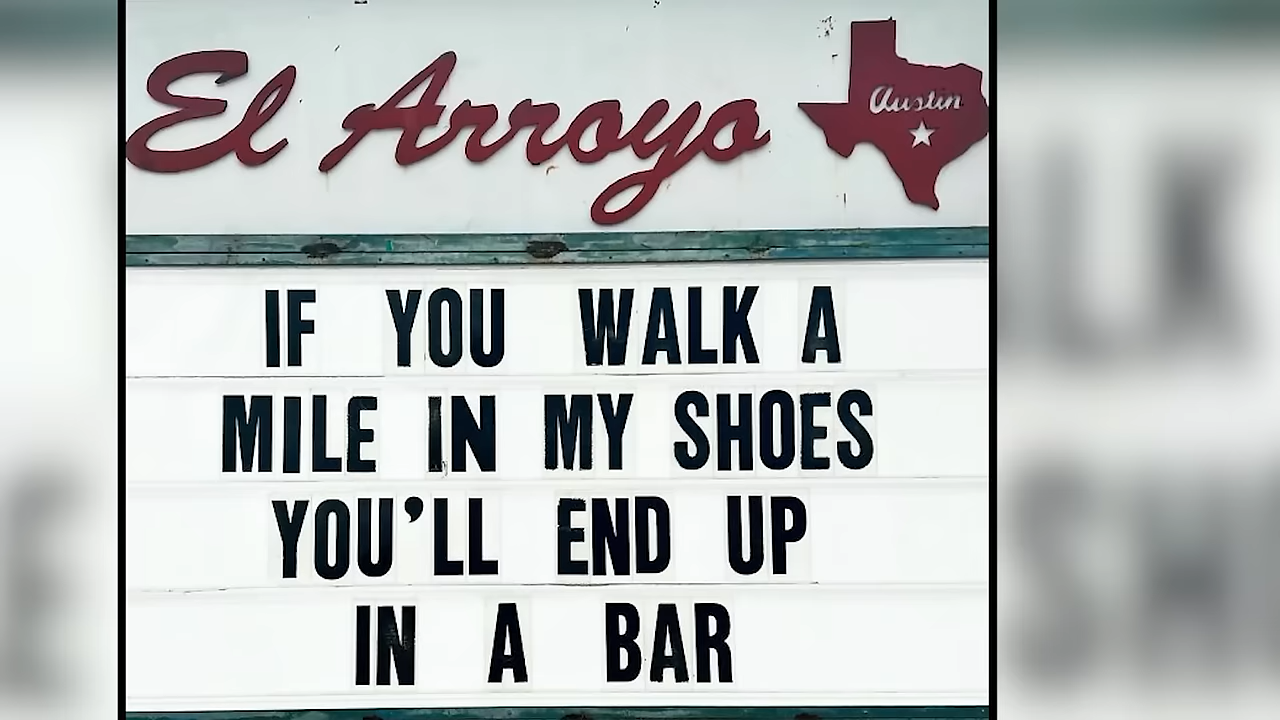 El Arroyo
Austin
IF YOU WALK A
MILE IN MY SHOES
YOU'LL END UP
IN A BAR